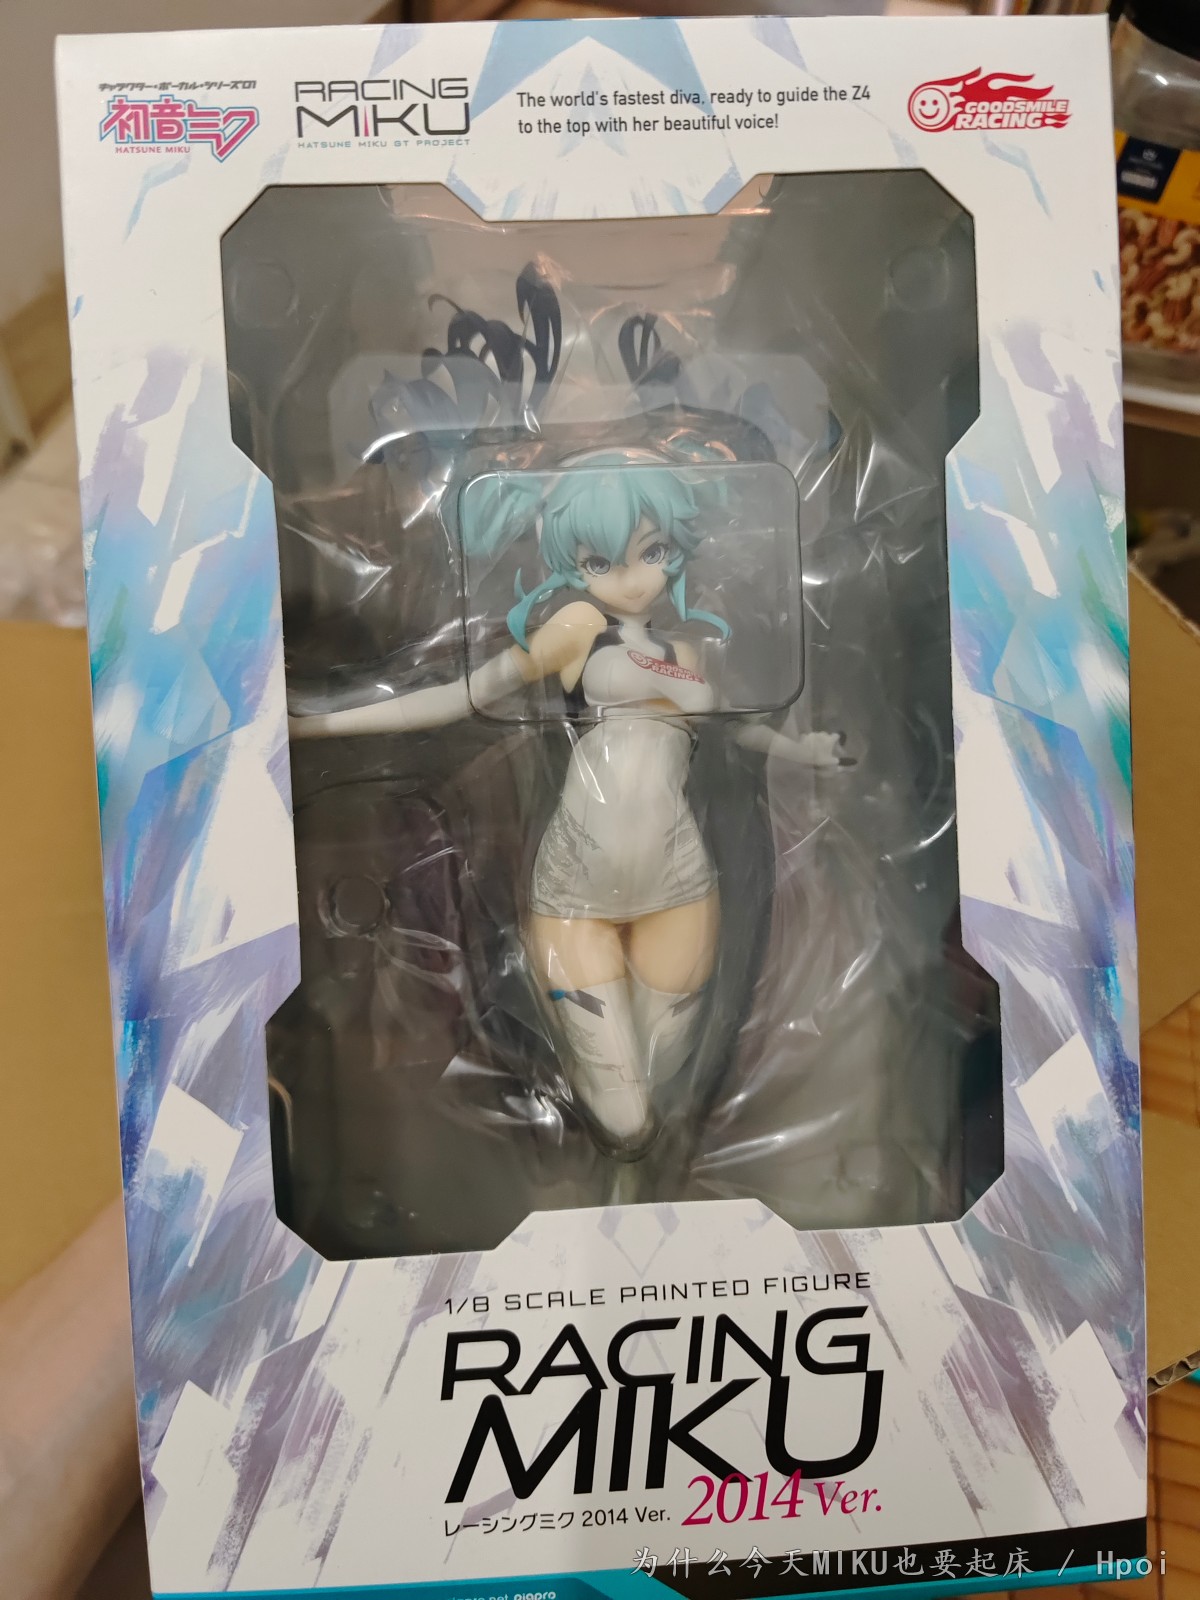 キャラクター・ボーカル・シリーズ01
初音ミク
HATSUNE MIKU
RACING
MIKU
HATSUNE MIKU GT PROJECT
The world's fastest diva, ready to guide the Z4
to the top with her beautiful voice!
GOODSMILE
RACING
RACING
1/8 SCALE PAINTED FIGURE
RACING
MIKU
2014 Ver.
レーシングミク 2014 Ver.
piapro.net piapro
为什么今天MIKU也要起床 / Hpoi